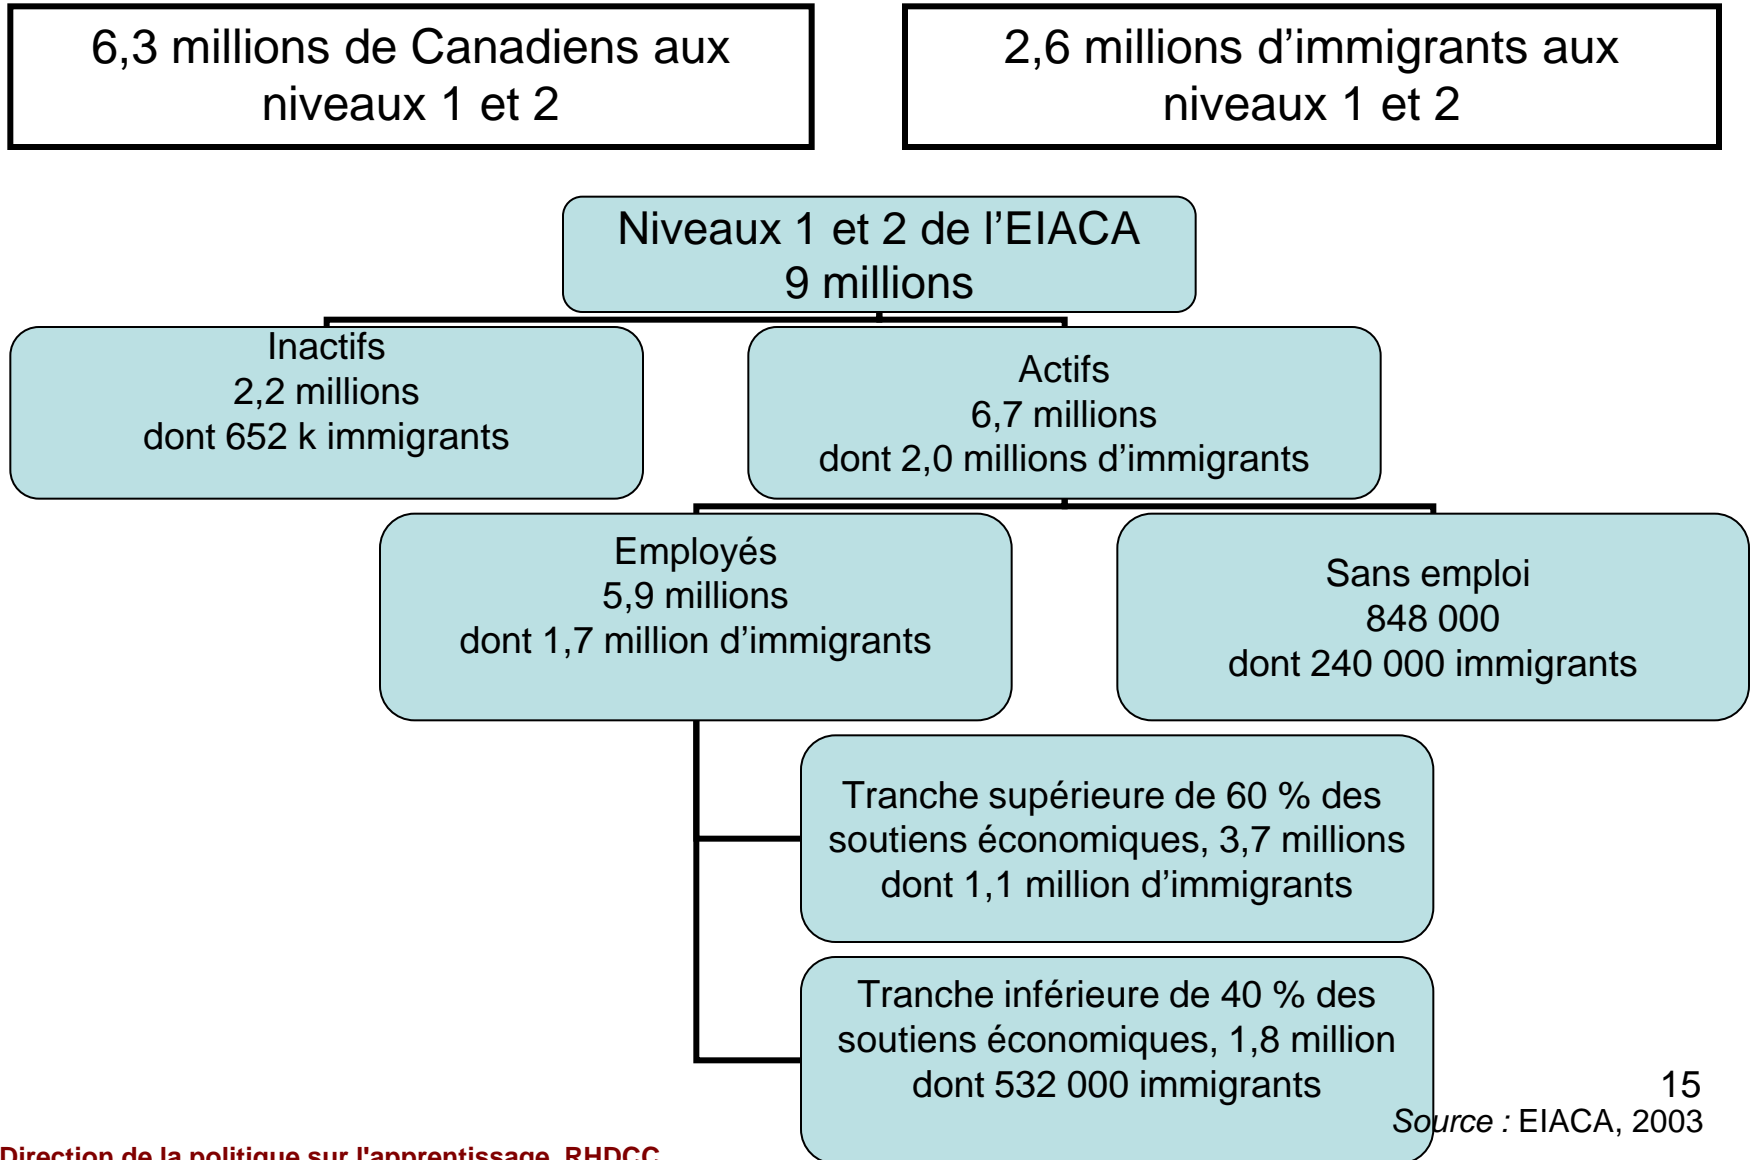 6,3 millions de Canadiens aux
niveaux 1 et 2
2,6 millions d’immigrants aux
niveaux 1 et 2
Niveaux 1 et 2 de l’EIACA
9 millions
Inactifs
2,2 millions
dont 652 k immigrants
Actifs
6,7 millions
dont 2,0 millions d’immigrants
Employés
5,9 millions
dont 1,7 million d’immigrants
Sans emploi
848 000
dont 240 000 immigrants
Tranche supérieure de 60 % des
soutiens économiques, 3,7 millions
dont 1,1 million d’immigrants
Tranche inférieure de 40 % des
soutiens économiques, 1,8 million
dont 532 000 immigrants
15
Source : EIACA, 2003
Direction de la politique sur l'apprentissage, RHDCC